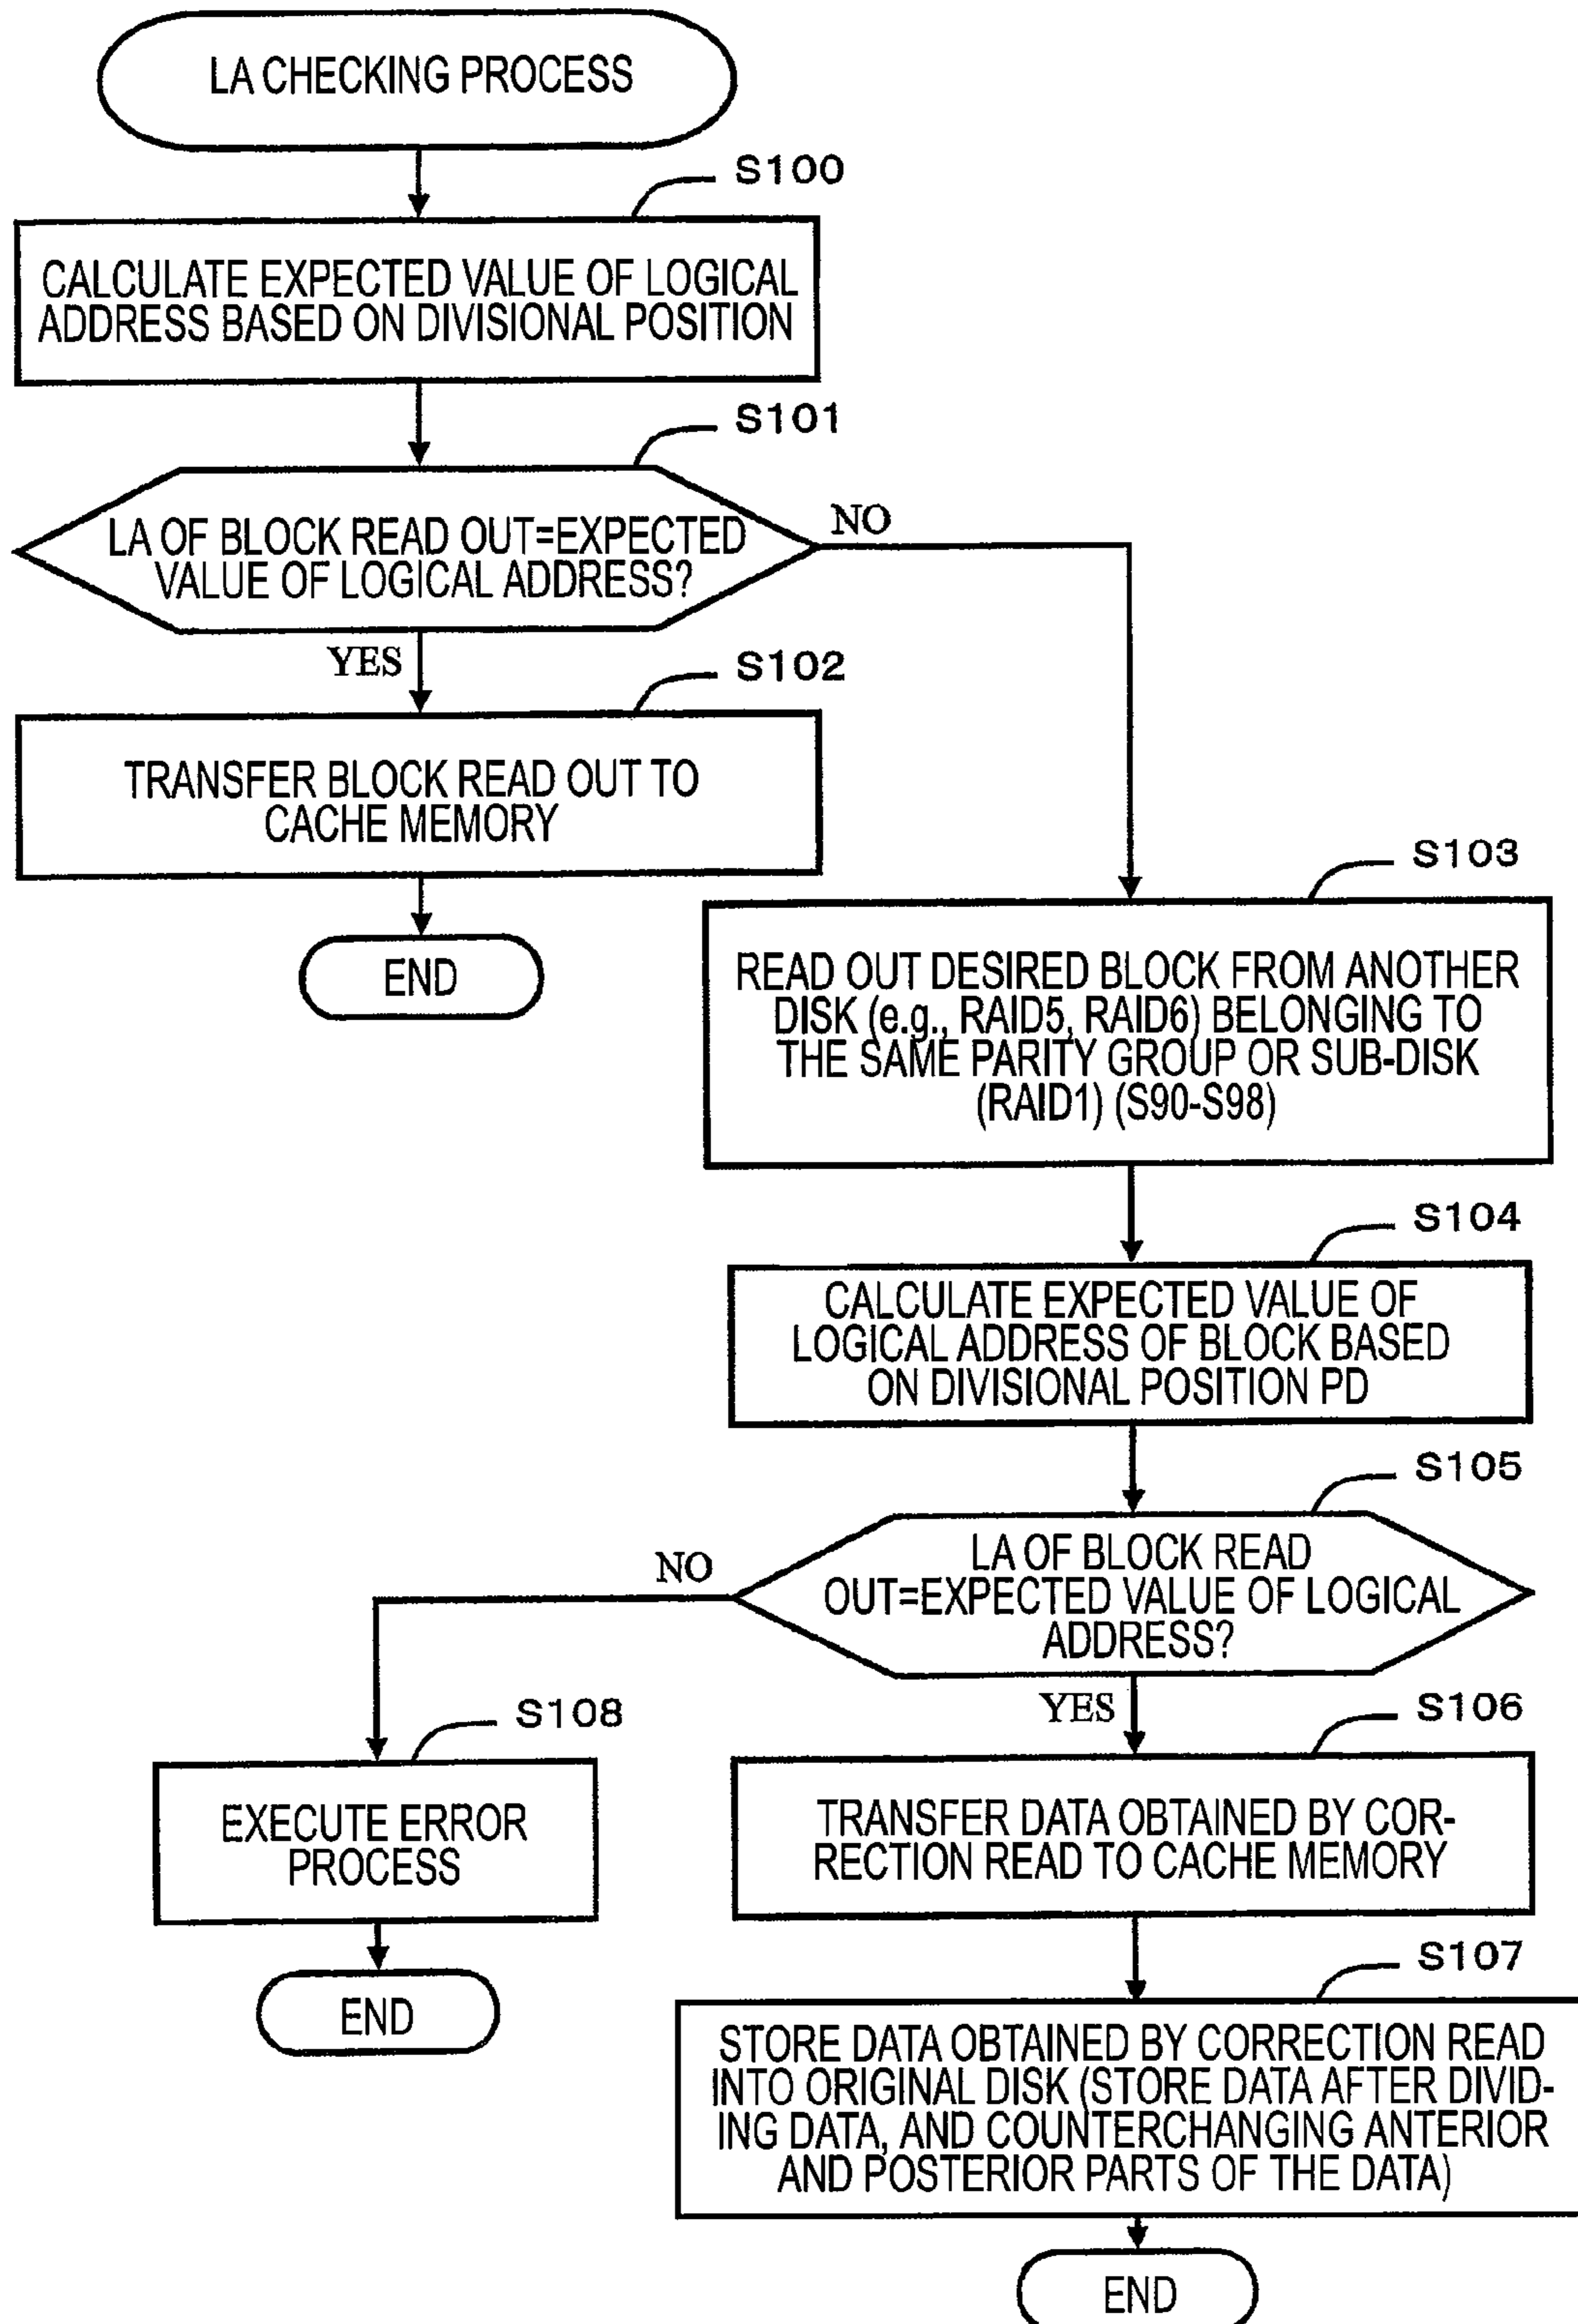 LA CHECKING PROCESS
S100
CALCULATE EXPECTED VALUE OF LOGICAL
ADDRESS BASED ON DIVISIONAL POSITION
S101
LA OF BLOCK READ OUT=EXPECTED
VALUE OF LOGICAL ADDRESS?
NO
YES
S102
TRANSFER BLOCK READ OUT TO
CACHE MEMORY
END
S103
READ OUT DESIRED BLOCK FROM ANOTHER
DISK (e.g., RAID5, RAID6) BELONGING TO
THE SAME PARITY GROUP OR SUB-DISK
(RAID1) (S90-S98)
S104
CALCULATE EXPECTED VALUE OF
LOGICAL ADDRESS OF BLOCK BASED
ON DIVISIONAL POSITION PD
S105
LA OF BLOCK READ
OUT=EXPECTED VALUE OF LOGICAL
ADDRESS?
NO
YES
S108
EXECUTE ERROR
PROCESS
END
S106
TRANSFER DATA OBTAINED BY COR-
RECTION READ TO CACHE MEMORY
S107
STORE DATA OBTAINED BY CORRECTION READ
INTO ORIGINAL DISK (STORE DATA AFTER DIVID-
ING DATA, AND COUNTERCHANGING ANTERIOR
AND POSTERIOR PARTS OF THE DATA)
END